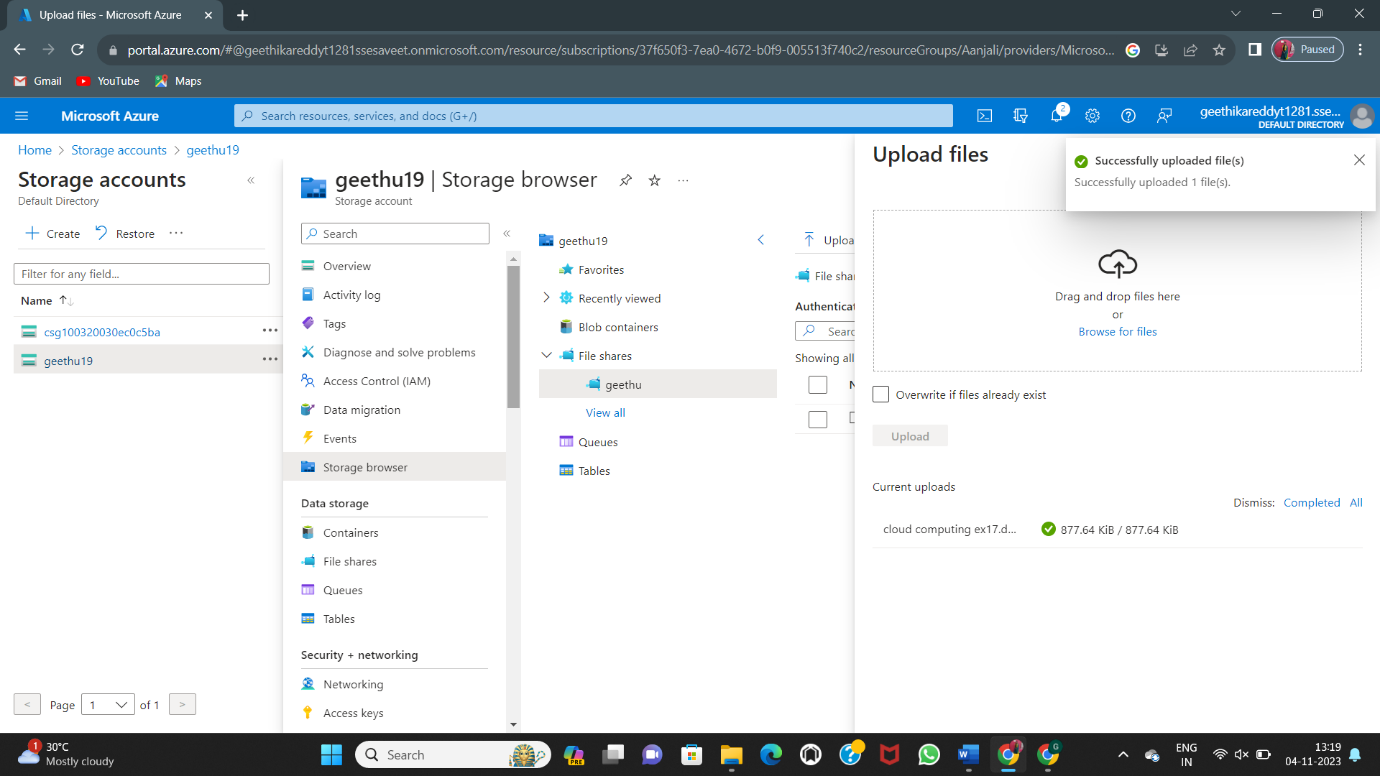 Upload files - Microsoft Azure
portal.azure.com/#@geethikareddyt1281ssesaveet.onmicrosoft.com/resource/subscriptions/37f650f3-7ea0-4672-b0f9-005513f740c2/resourceGroups/Aanjali/providers/Microso...
Paused
Gmail YouTube Maps
Microsoft Azure
Search resources, services, and docs (G+/)
2
geethikareddyt1281.sse...
DEFAULT DIRECTORY
Home > Storage accounts > geethu19
Storage accounts
Default Directory
Create Restore ...
Filter for any field...
Name
csg100320030ec0c5ba
geethu19
< Page 1 of 1 >
geethu19 | Storage browser
Storage account
Search
Overview
Activity log
Tags
Diagnose and solve problems
Access Control (IAM)
Data migration
Events
Storage browser
Data storage
Containers
File shares
Queues
Tables
Security + networking
Networking
Access keys
geethu19
Favorites
Recently viewed
Blob containers
File shares
geethu
View all
Queues
Tables
Uploa
File shar
Authenticat
Searc
Showing all
Upload files
Successfully uploaded file(s)
Successfully uploaded 1 file(s).
Drag and drop files here
or
Browse for files
Overwrite if files already exist
Upload
Current uploads
Dismiss: Completed All
cloud computing ex17.d... 877.64 KiB / 877.64 KiB
1
30°C
Mostly cloudy
Search
PRE
ENG
IN
13:19
04-11-2023